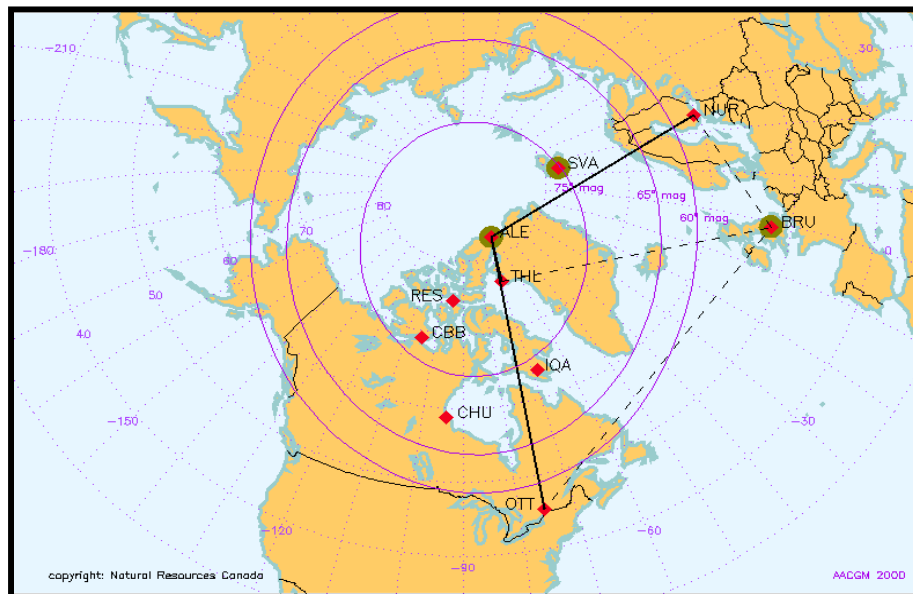 -210
30
NUR
SVA
75° mag
65° mag
60° mag
80
BRU
70
ALE
-180
60
0
50
THL
RES
40
CBB
IQA
CHU
-150
-30
OTT
-120
-60
-90
copyright: Natural Resources Canada
AACGM 2000